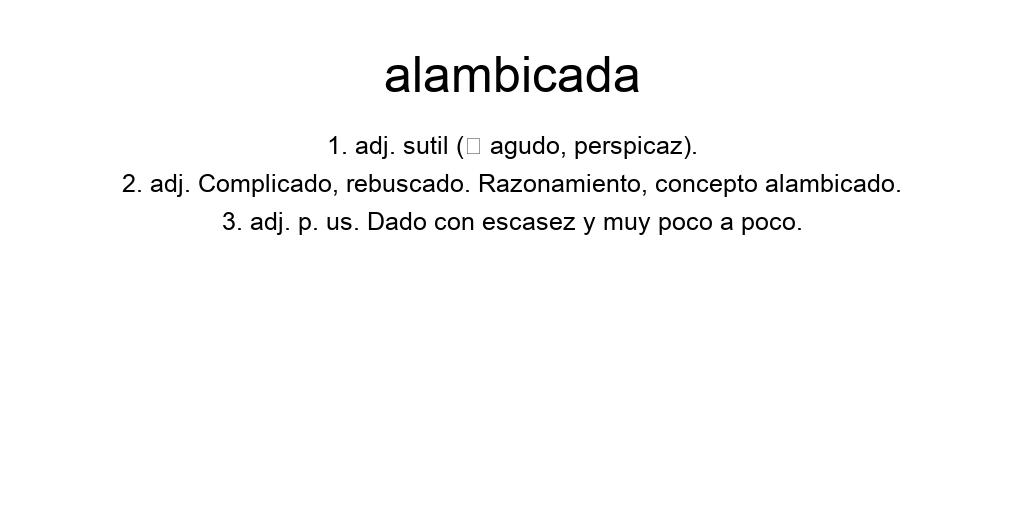 alambicada
1. adj. sutil (□ agudo, perspicaz).
2. adj. Complicado, rebuscado. Razonamiento, concepto alambicado.
3. adj. p. us. Dado con escasez y muy poco a poco.